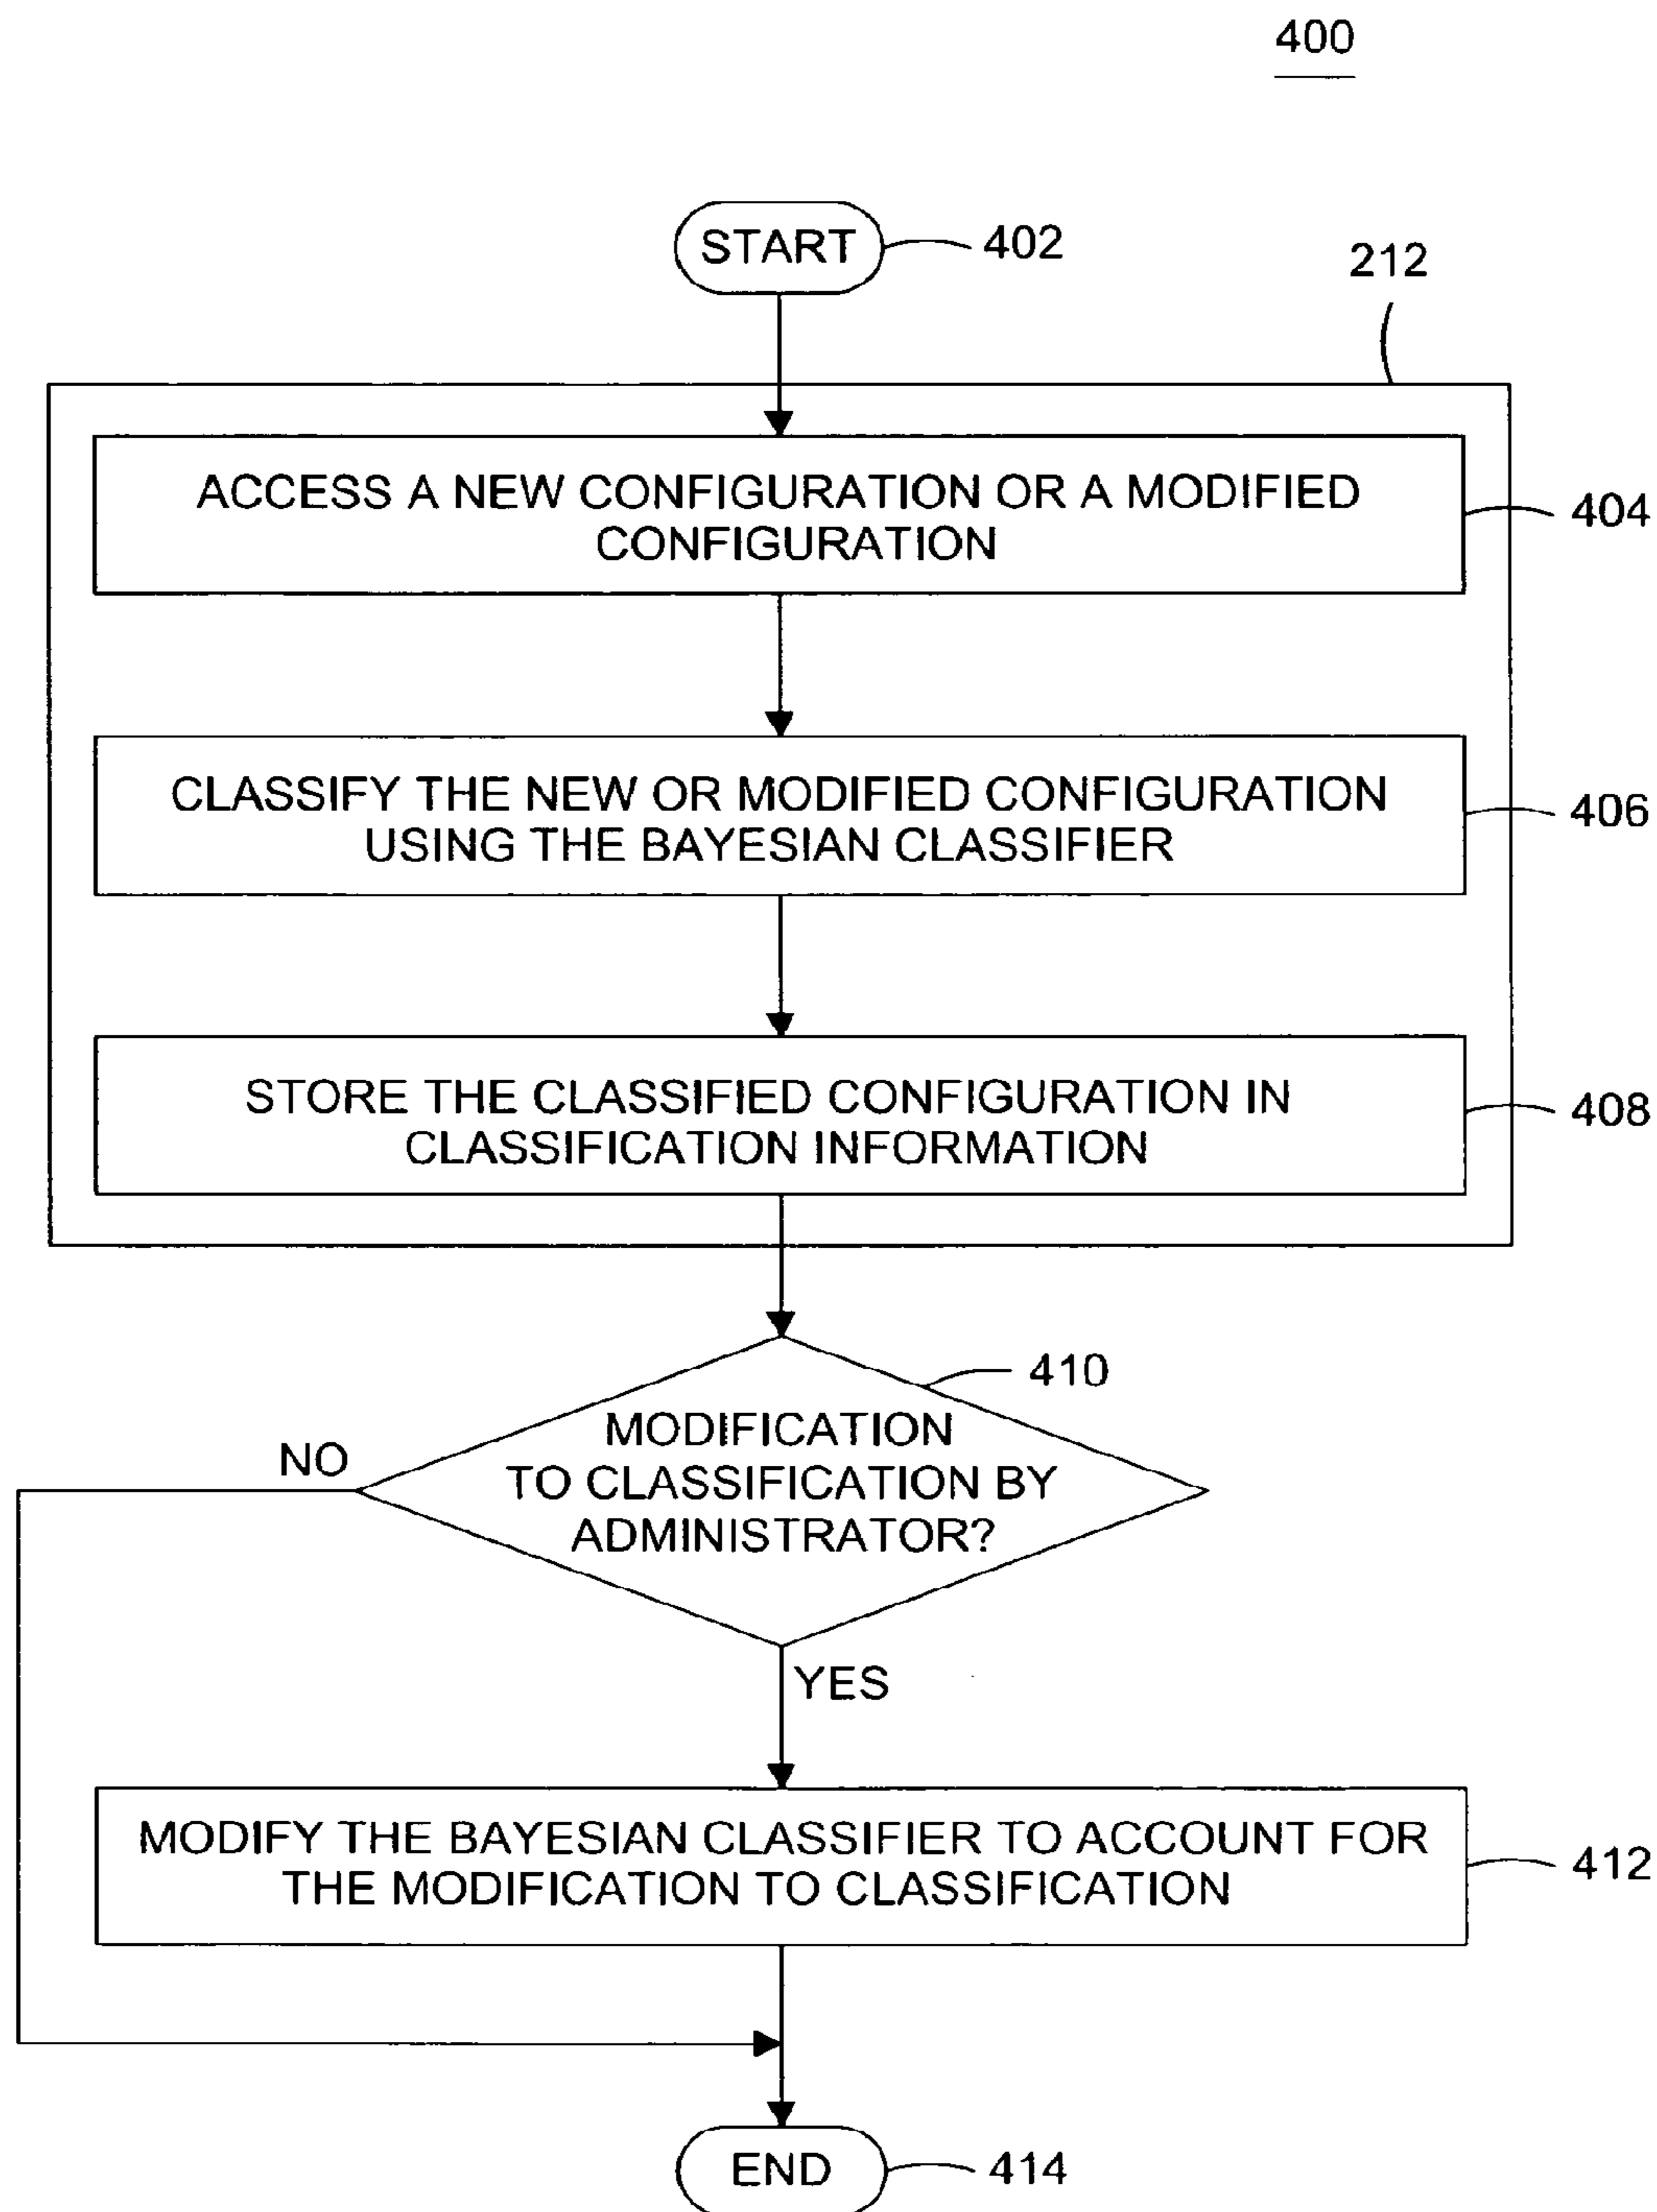 400
START
402
212
ACCESS A NEW CONFIGURATION OR A MODIFIED
CONFIGURATION
404
CLASSIFY THE NEW OR MODIFIED CONFIGURATION
USING THE BAYESIAN CLASSIFIER
406
STORE THE CLASSIFIED CONFIGURATION IN
CLASSIFICATION INFORMATION
408
410
MODIFICATION
TO CLASSIFICATION BY
ADMINISTRATOR?
NO
YES
MODIFY THE BAYESIAN CLASSIFIER TO ACCOUNT FOR
THE MODIFICATION TO CLASSIFICATION
412
END
414